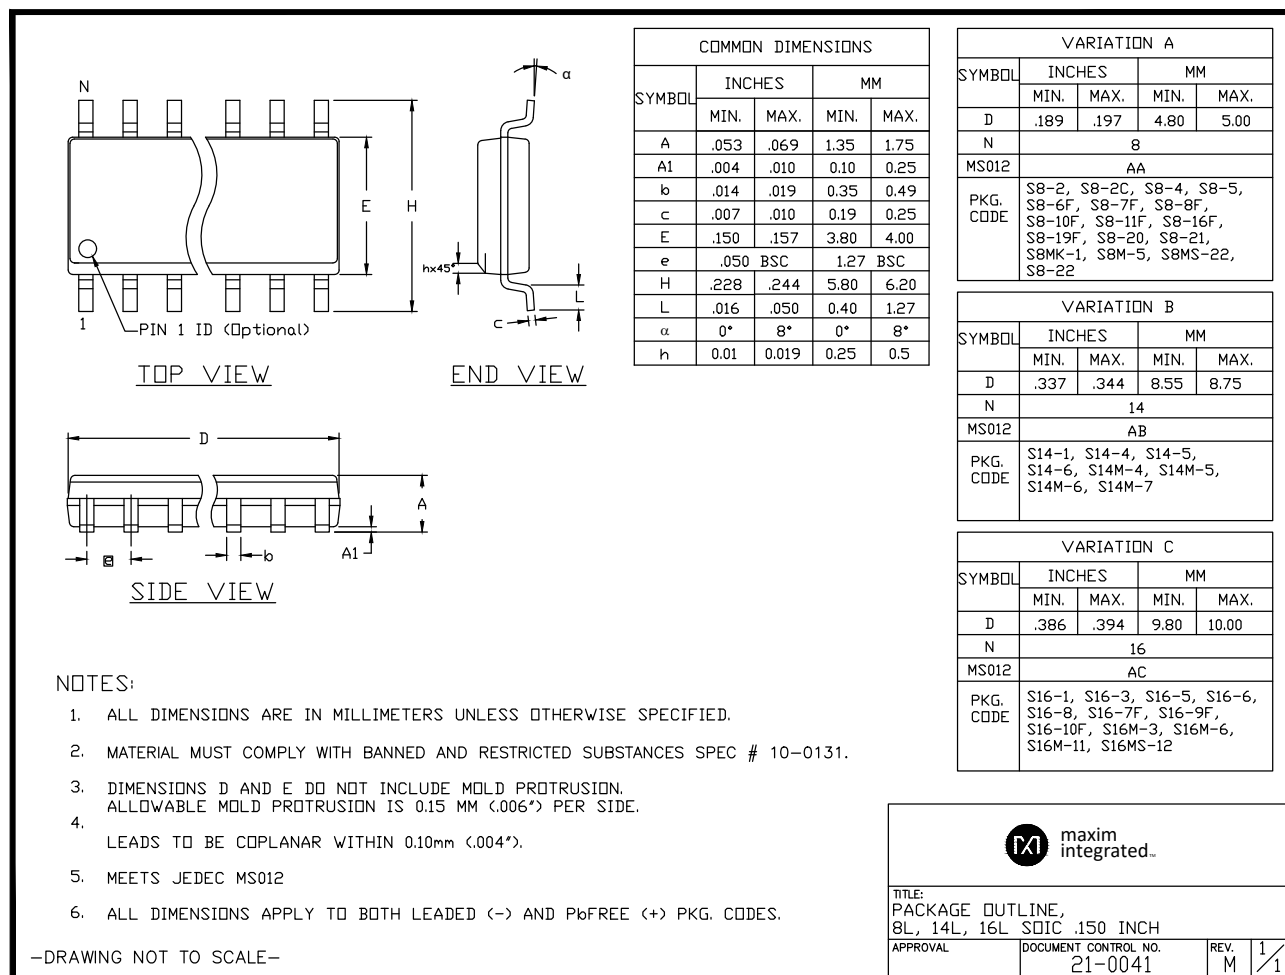 N
E
H
1
PIN 1 ID (Optional)
TOP VIEW
α
hx45°
L
c
END VIEW
D
A
A1
e
b
SIDE VIEW
COMMON DIMENSIONS
SYMBOL INCHES MM
MIN. MAX. MIN. MAX.
A .053 .069 1.35 1.75
A1 .004 .010 0.10 0.25
b .014 .019 0.35 0.49
c .007 .010 0.19 0.25
E .150 .157 3.80 4.00
e .050 BSC 1.27 BSC
H .228 .244 5.80 6.20
L .016 .050 0.40 1.27
α 0° 8° 0° 8°
h 0.01 0.019 0.25 0.5
VARIATION A
SYMBOL INCHES MM
MIN. MAX. MIN. MAX.
D .189 .197 4.80 5.00
N 8
MS012 AA
PKG. CODE
S8-2, S8-2C, S8-4, S8-5,
S8-6F, S8-7F, S8-8F,
S8-10F, S8-11F, S8-16F,
S8-19F, S8-20, S8-21,
S8MK-1, S8M-5, S8MS-22,
S8-22
VARIATION B
SYMBOL INCHES MM
MIN. MAX. MIN. MAX.
D .337 .344 8.55 8.75
N 14
MS012 AB
PKG. CODE
S14-1, S14-4, S14-5,
S14-6, S14M-4, S14M-5,
S14M-6, S14M-7
VARIATION C
SYMBOL INCHES MM
MIN. MAX. MIN. MAX.
D .386 .394 9.80 10.00
N 16
MS012 AC
PKG. CODE
S16-1, S16-3, S16-5, S16-6,
S16-8, S16-7F, S16-9F,
S16-10F, S16M-3, S16M-6,
S16M-11, S16MS-12
NOTES:
1. ALL DIMENSIONS ARE IN MILLIMETERS UNLESS OTHERWISE SPECIFIED.
2. MATERIAL MUST COMPLY WITH BANNED AND RESTRICTED SUBSTANCES SPEC # 10-0131.
3. DIMENSIONS D AND E DO NOT INCLUDE MOLD PROTRUSION.
ALLOWABLE MOLD PROTRUSION IS 0.15 MM (.006") PER SIDE.
4.
LEADS TO BE COPLANAR WITHIN 0.10mm (.004").
5. MEETS JEDEC MS012
6. ALL DIMENSIONS APPLY TO BOTH LEADED (-) AND PbFREE (+) PKG. CODES.
-DRAWING NOT TO SCALE-
maxim
integrated™
TITLE:
PACKAGE OUTLINE,
8L, 14L, 16L SOIC .150 INCH
APPROVAL
DOCUMENT CONTROL NO.
21-0041
REV.
M
1/1